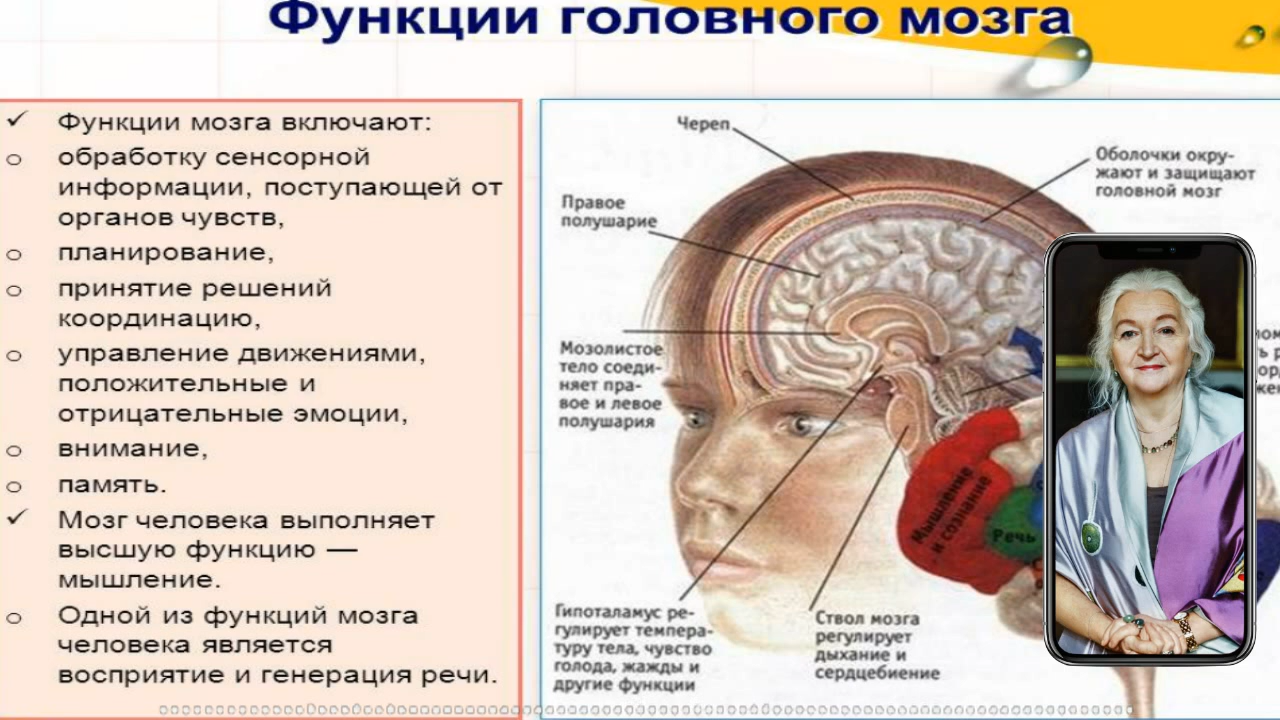 Функции головного мозга
Функции мозга включают:
обработку сенсорной
информации, поступающей от
органов чувств,
планирование,
принятие решений
координацию,
управление движениями,
положительные и
отрицательные эмоции,
внимание,
память.
Мозг человека выполняет
высшую функцию —
мышление.
Одной из функций мозга
человека является
восприятие и генерация речи.
Череп
Оболочки окру-
жают и защищают
головной мозг
Правое
полушарие
Мозолистое
тело соеди-
няет пра-
вое и левое
полушария
Мышление
и сознание
Речь
Гипоталамус ре-
гулирует темпера-
туру тела, чувство
голода, жажды и
другие функции
Ствол мозга
регулирует
дыхание и
сердцебиение